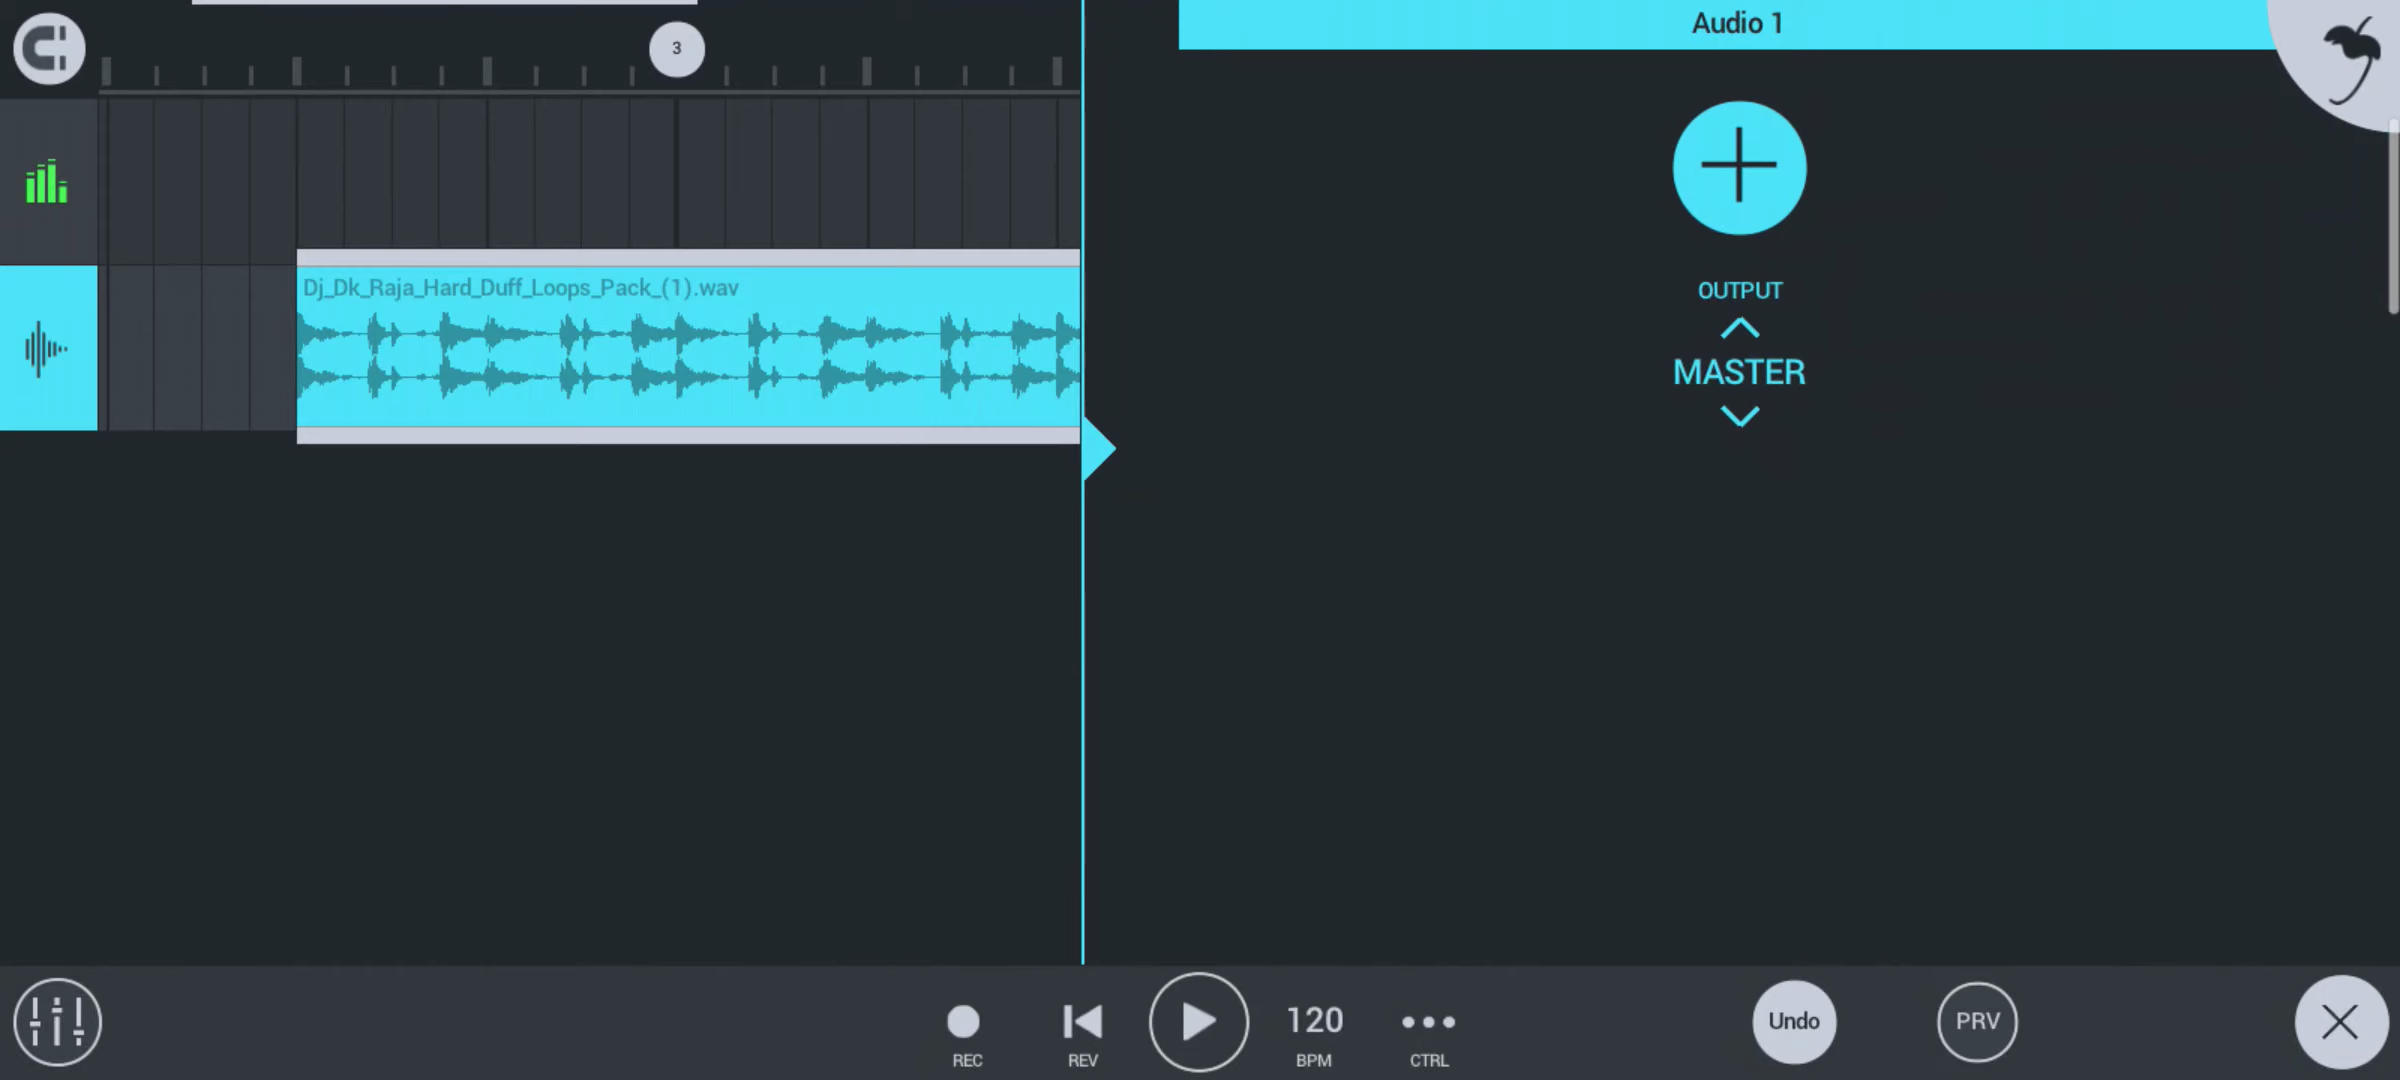 Audio 1
3
Dj_Dk_Raja_Hard_Duff_Loops_Pack_(1).wav
OUTPUT
MASTER
120
Undo
PRV
REC
REV
BPM
CTRL